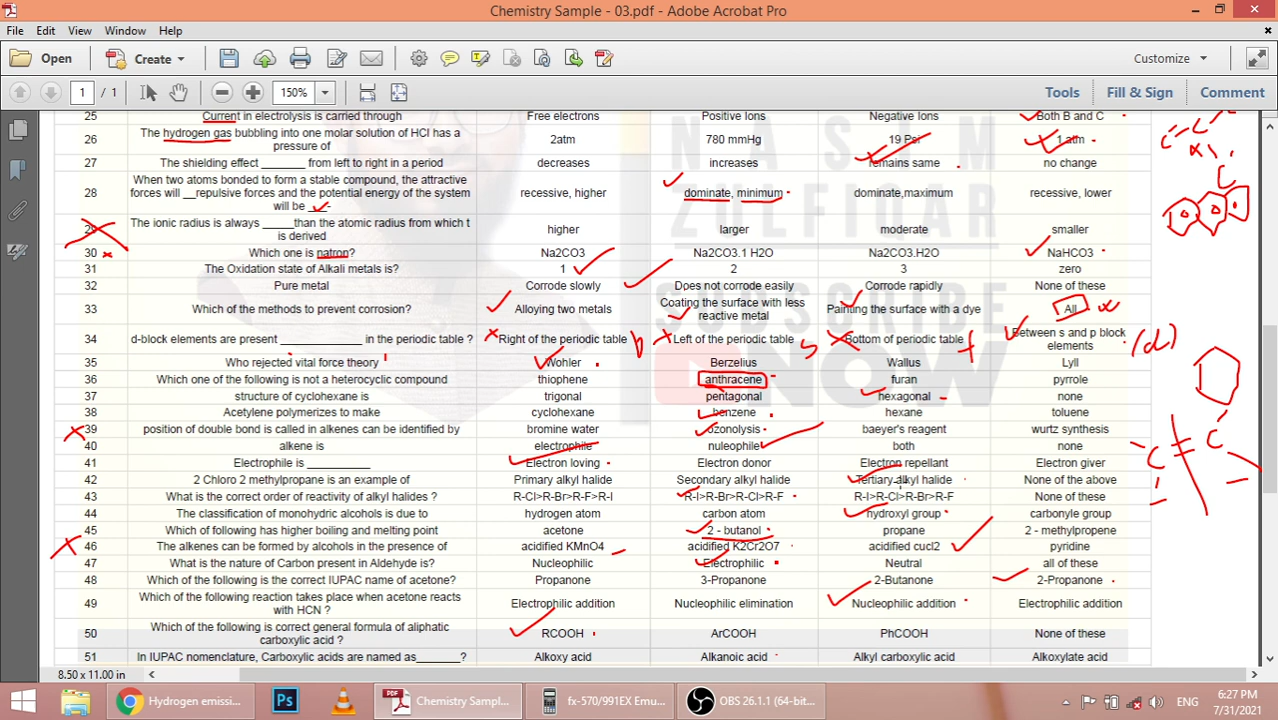 Chemistry Sample - 03.pdf - Adobe Acrobat Pro
File Edit View Window Help
Open Create Customize
1 / 1 150% Tools Fill & Sign Comment
25 Current in electrolysis is carried through Free electrons Positive Ions Negative Ions Both B and C
26 The hydrogen gas bubbling into one molar solution of HCl has a pressure of 2atm 780 mmHg 19 Psi 1 atm
27 The shielding effect _______ from left to right in a period decreases increases remains same no change
28 When two atoms bonded to form a stable compound, the attractive forces will __repulsive forces and the potential energy of the system will be ___ recessive, higher dominate, minimum dominate,maximum recessive, lower
29 The ionic radius is always _____than the atomic radius from which t is derived higher larger moderate smaller
30 Which one is natron? Na2CO3 Na2CO3.1 H2O Na2CO3.H2O NaHCO3
31 The Oxidation state of Alkali metals is? 1 2 3 zero
32 Pure metal Corrode slowly Does not corrode easily Corrode rapidly None of these
33 Which of the methods to prevent corrosion? Alloying two metals Coating the surface with less reactive metal Painting the surface with a dye All
34 d-block elements are present _____________ in the periodic table ? Right of the periodic table Left of the periodic table Bottom of periodic table Between s and p block elements
p s f (d)
35 Who rejected vital force theory Wohler Berzelius Wallus Lyll
36 Which one of the following is not a heterocyclic compound thiophene anthracene furan pyrrole
37 structure of cyclohexane is trigonal pentagonal hexagonal none
38 Acetylene polymerizes to make cyclohexane benzene hexane toluene
39 position of double bond is called in alkenes can be identified by bromine water ozonolysis baeyer's reagent wurtz synthesis
40 alkene is electrophile nuleophile both none
41 Electrophile is __________ Electron loving Electron donor Electron repellant Electron giver
42 2 Chloro 2 methlpropane is an example of Primary alkyl halide Secondary alkyl halide Tertiary alkyl halide None of the above
43 What is the correct order of reactivity of alkyl halides ? R-Cl>R-Br>R-F>R-I R-I>R-Br>R-Cl>R-F R-I>R-Cl>R-Br>R-F None of these
44 The classification of monohydric alcohols is due to hydrogen atom carbon atom hydroxyl group carbonyle group
45 Which of following has higher boiling and melting point acetone 2 - butanol propane 2 - methylpropene
46 The alkenes can be formed by alcohols in the presence of acidified KMnO4 acidified K2Cr2O7 acidified cucl2 pyridine
47 What is the nature of Carbon present in Aldehyde is? Nucleophilic Electrophilic Neutral all of these
48 Which of the following is the correct IUPAC name of acetone? Propanone 3-Propanone 2-Butanone 2-Propanone
49 Which of the following reaction takes place when acetone reacts with HCN ? Electrophilic addition Nucleophilic elimination Nucleophilic addition Electrophilic addition
50 Which of the following is correct general formula of aliphatic carboxylic acid ? RCOOH ArCOOH PhCOOH None of these
51 In IUPAC nomenclature, Carboxylic acids are named as_______ ? Alkoxy acid Alkanoic acid Alkyl carboxylic acid Alkoxylate acid
NASIM
ZULFIQAR
SUBSCRIBE
NOW
8.50 x 11.00 in
Hydrogen emissi... Ps Chemistry Sample ... fx-570/991EX Emu... OBS 26.1.1 (64-bit... ENG 6:27 PM
7/31/2021